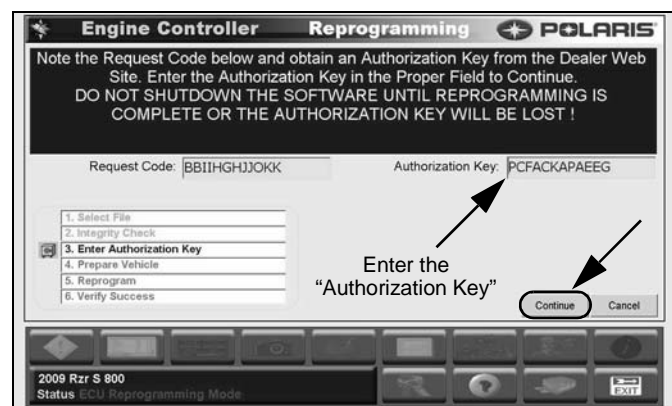 Engine Controller Reprogramming POLARIS
Note the Request Code below and obtain an Authorization Key from the Dealer Web
Site. Enter the Authorization Key in the Proper Field to Continue.
DO NOT SHUTDOWN THE SOFTWARE UNTIL REPROGRAMMING IS
COMPLETE OR THE AUTHORIZATION KEY WILL BE LOST !
Request Code: BBIIHGHJJOKK Authorization Key: PCFACKAPAEEG
1. Select File
2. Integrity Check
3. Enter Authorization Key
4. Prepare Vehicle
5. Reprogram
6. Verify Success
Enter the
“Authorization Key”
Continue Cancel
2009 Rzr S 800
Status ECU Reprogramming Mode
EXIT